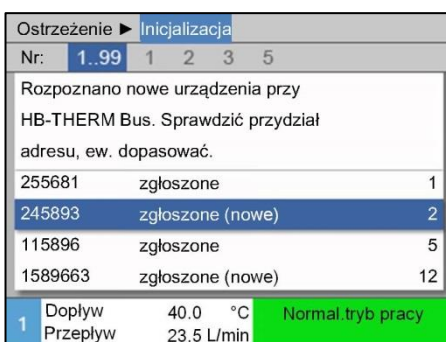 Ostrzeżenie ► Inicjalizacja
Nr: 1..99 1 2 3 5
Rozpoznano nowe urządzenia przy
HB-THERM Bus. Sprawdzić przydział
adresu, ew. dopasować.
255681 zgłoszone 1
245893 zgłoszone (nowe) 2
115896 zgłoszone 5
1589663 zgłoszone (nowe) 12
1 Dopływ 40.0 °C Normal.tryb pracy
Przepływ 23.5 L/min